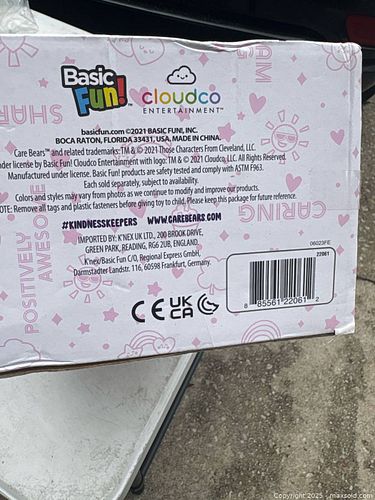 Basic
Fun!
cloudco
ENTERTAINMENT™
basicfun.com ©2021 BASIC FUN, INC.
BOCA RATON, FLORIDA 33431, USA, MADE IN CHINA.
Care Bears™ and related trademarks: TM & © 2021 Those Characters From Cleveland, LLC.
der license by Basic Fun! Cloudco Entertainment with logo: TM & © 2021 Cloudco, LLC. All Rights Reserved.
Manufactured under license. Basic Fun! products are safety tested and comply with ASTM F963.
Each sold separately, subject to availability.
Colors and styles may vary from photos as we continue to modify and improve our products.
OTE: Remove all tags and plastic fasteners before giving toy to child. Please keep this package for future reference.
#KINDNESSKEEPERS WWW.CAREBEARS.COM
IMPORTED BY: K'NEX UK LTD., 200 BROOK DRIVE,
GREEN PARK, READING, RG6 2UB, ENGLAND,
K'nex/Basic Fun C/O, Regional Express GmbH,
Darmstadter Landstr. 116, 60598 Frankfurt, Germany.
06023FE
22061
8 85561 22061 2
CE UK
CA
SHAR
CARING
POSITIVELY
AWESOME
Copyright 2025 - maxsold.com